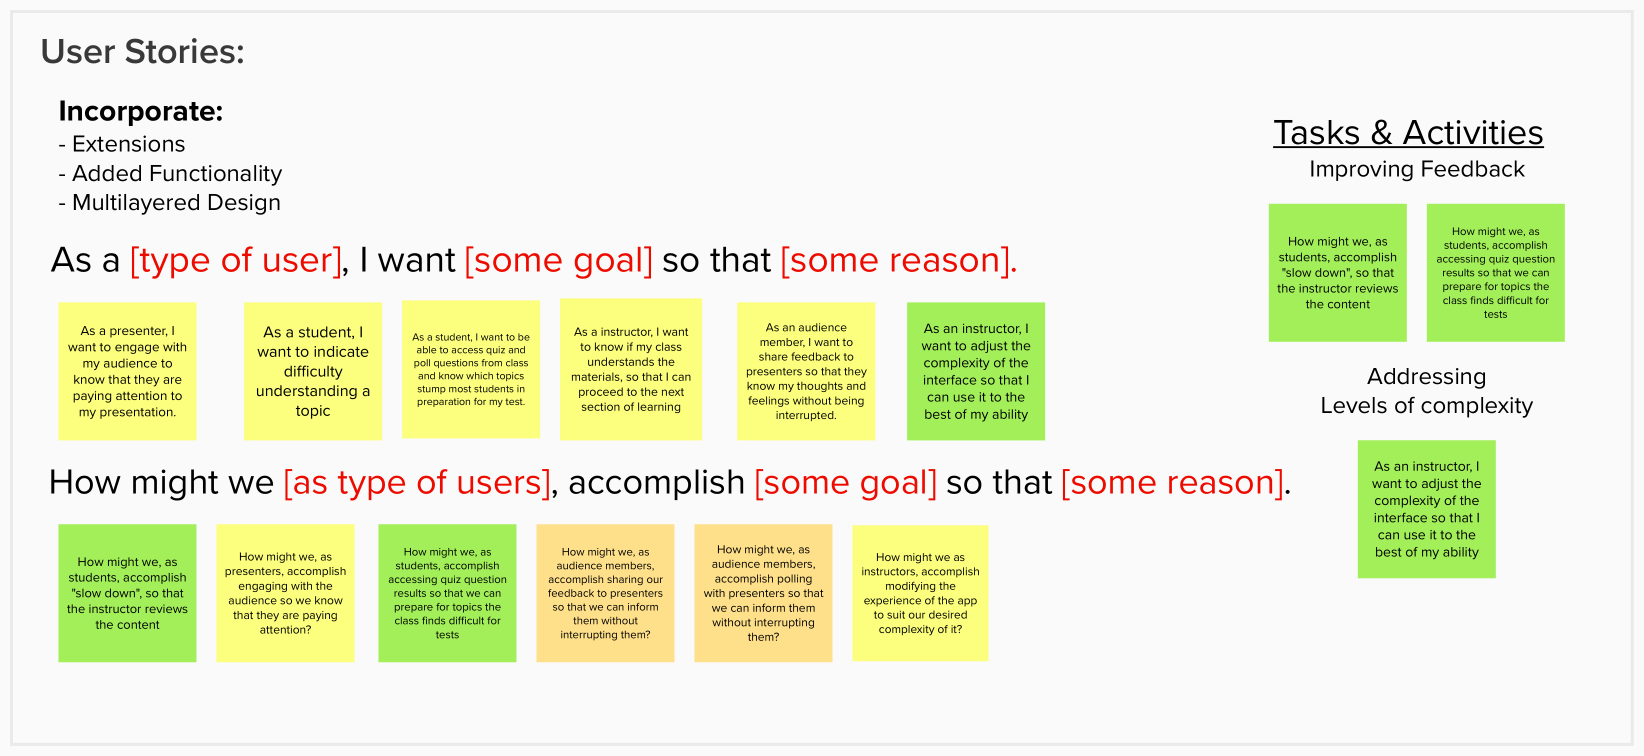 User Stories:
Incorporate:
- Extensions
- Added Functionality
- Multilayered Design
As a [type of user], I want [some goal] so that [some reason].
As a presenter, I
want to engage with
my audience to
know that they are
paying attention to
my presentation.
As a student, I
want to indicate
difficulty
understanding a
topic
As a student, I want to be
able to access quiz and
poll questions from class
and know which topics
stump most students in
preparation for my test.
As a instructor, I want
to know if my class
understands the
materials, so that I can
proceed to the next
section of learning
As an audience
member, I want to
share feedback to
presenters so that they
know my thoughts and
feelings without being
interrupted.
As an instructor, I
want to adjust the
complexity of the
interface so that I
can use it to the
best of my ability
How might we [as type of users], accomplish [some goal] so that [some reason].
How might we, as
students, accomplish
"slow down", so that
the instructor reviews
the content
How might we, as
presenters, accomplish
engaging with the
audience so we know
that they are paying
attention?
How might we, as
students, accomplish
accessing quiz question
results so that we can
prepare for topics the
class finds difficult for
tests
How might we, as
audience members,
accomplish sharing our
feedback to presenters
so that we can inform
them without
interrupting them?
How might we, as
audience members,
accomplish polling
with presenters so that
we can inform them
without interrupting
them?
How might we as
instructors, accomplish
modifying the
experience of the app
to suit our desired
complexity of it?
Tasks & Activities
Improving Feedback
How might we, as
students, accomplish
"slow down", so that
the instructor reviews
the content
How might we, as
students, accomplish
accessing quiz question
results so that we can
prepare for topics the
class finds difficult for
tests
Addressing
Levels of complexity
As an instructor, I
want to adjust the
complexity of the
interface so that I
can use it to the
best of my ability